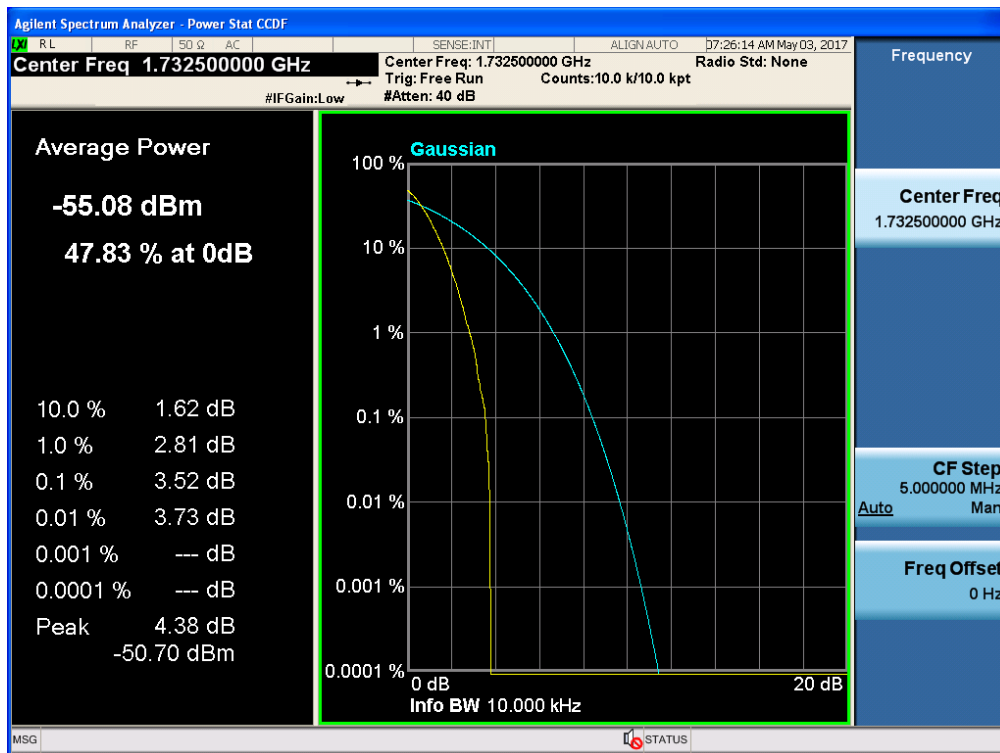 Agilent Spectrum Analyzer - Power Stat CCDF
LXI RL RF 50 Ω AC SENSE:INT ALIGN AUTO 07:26:14 AM May 03, 2017
Center Freq 1.732500000 GHz
Center Freq: 1.732500000 GHz Radio Std: None
Trig: Free Run Counts:10.0 k/10.0 kpt
#IFGain:Low #Atten: 40 dB
Frequency
Average Power
-55.08 dBm
47.83 % at 0dB
10.0 % 1.62 dB
1.0 % 2.81 dB
0.1 % 3.52 dB
0.01 % 3.73 dB
0.001 % --- dB
0.0001 % --- dB
Peak 4.38 dB
-50.70 dBm
Gaussian
100 %
10 %
1 %
0.1 %
0.01 %
0.001 %
0.0001 %
0 dB 20 dB
Info BW 10.000 kHz
Center Freq
1.732500000 GHz
CF Step
5.000000 MHz
Auto Man
Freq Offset
0 Hz
MSG STATUS